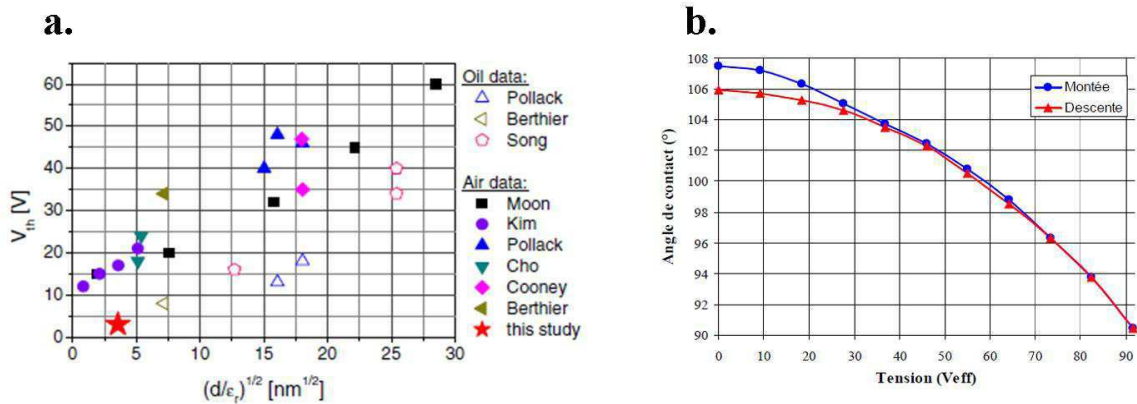 a.
V_th [V]
60
50
40
30
20
10
0
0 5 10 15 20 25 30
(d/ε_r)^1/2 [nm^1/2]
Oil data:
Pollack
Berthier
Song
Air data:
Moon
Kim
Pollack
Cho
Cooney
Berthier
this study
b.
Angle de contact (°)
108
106
104
102
100
98
96
94
92
90
0 10 20 30 40 50 60 70 80 90
Tension (Veff)
Montée
Descente